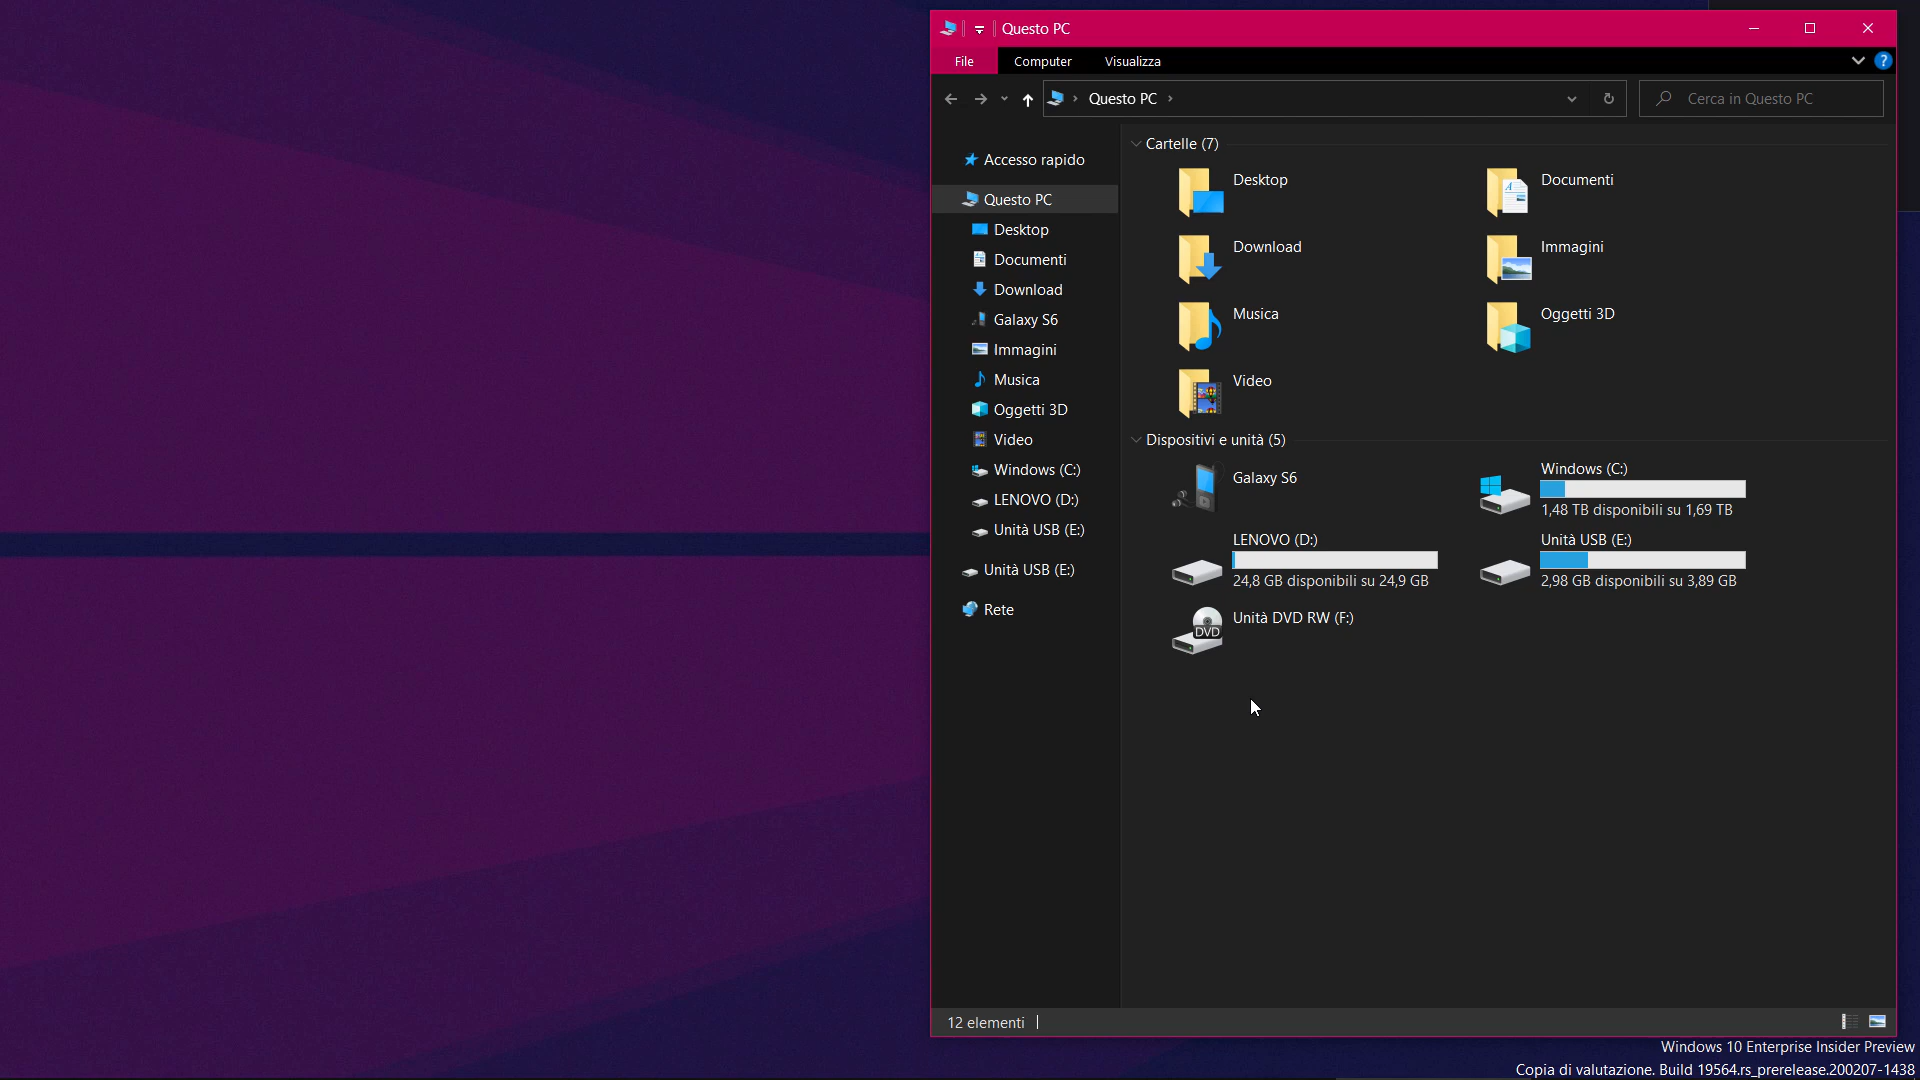 Questo PC
File Computer Visualizza
Questo PC Cerca in Questo PC
Accesso rapido
Questo PC
Desktop
Documenti
Download
Galaxy S6
Immagini
Musica
Oggetti 3D
Video
Windows (C:)
LENOVO (D:)
Unità USB (E:)
Unità USB (E:)
Rete
Cartelle (7)
Desktop Documenti
Download Immagini
Musica Oggetti 3D
Video
Dispositivi e unità (5)
Galaxy S6
Windows (C:)
1,48 TB disponibili su 1,69 TB
LENOVO (D:)
24,8 GB disponibili su 24,9 GB
Unità USB (E:)
2,98 GB disponibili su 3,89 GB
DVD
Unità DVD RW (F:)
12 elementi
Windows 10 Enterprise Insider Preview
Copia di valutazione. Build 19564.rs_prerelease.200207-1438